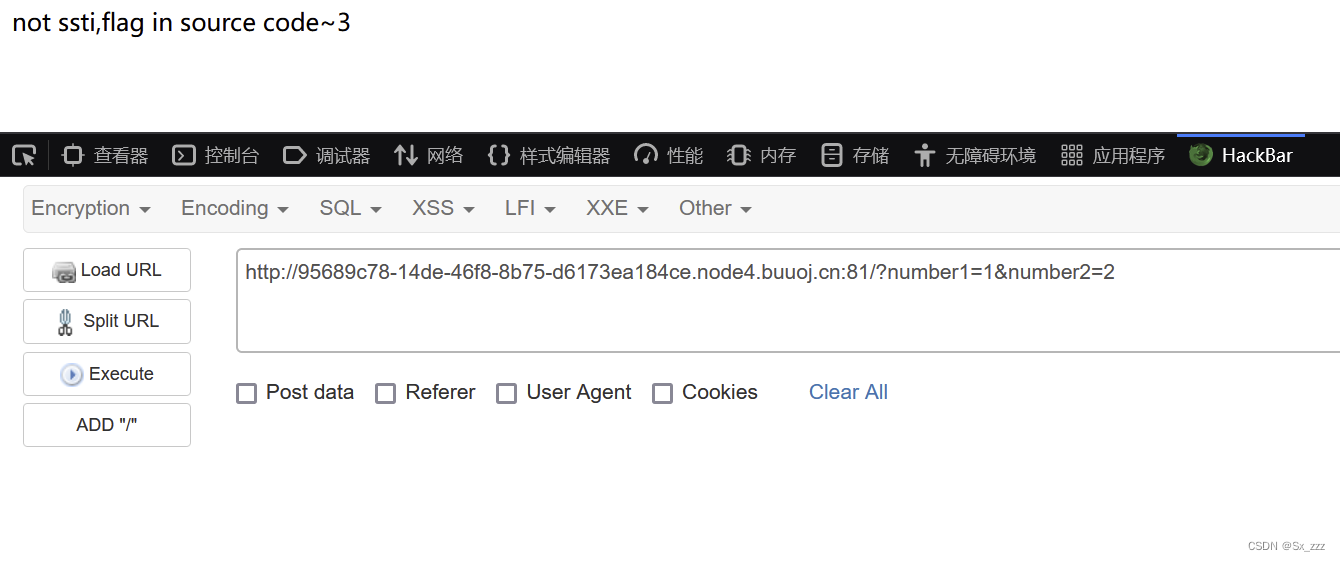 not ssti,flag in source code~3
查看器 控制台 调试器 网络 样式编辑器 性能 内存 存储 无障碍环境 应用程序 HackBar
Encryption Encoding SQL XSS LFI XXE Other
Load URL
http://95689c78-14de-46f8-8b75-d6173ea184ce.node4.buuoj.cn:81/?number1=1&number2=2
Split URL
Execute
Post data Referer User Agent Cookies Clear All
ADD "/"
CSDN @Sx_zzz